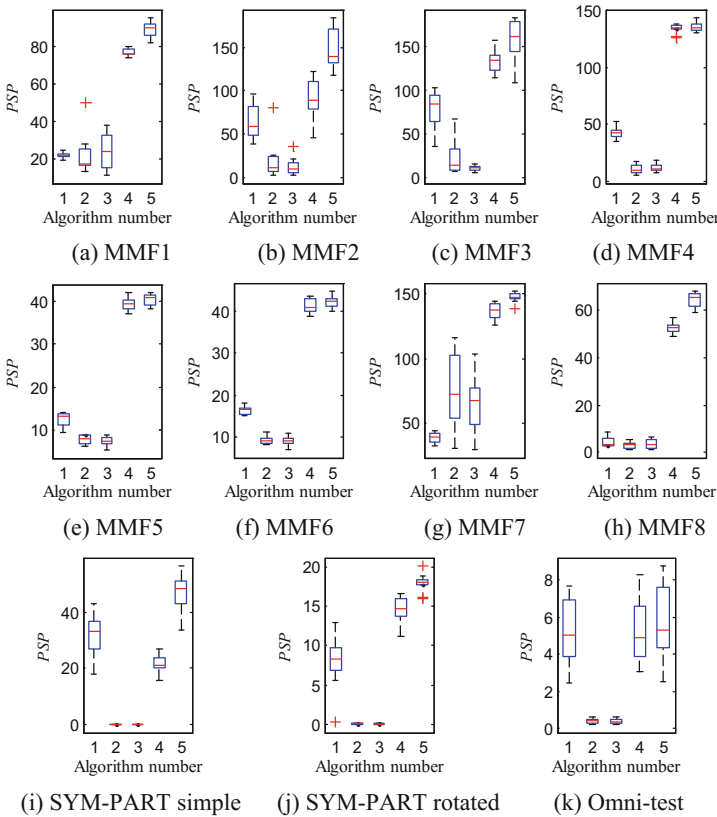 PSP
80
60
40
20
1 2 3 4 5
Algorithm number
(a) MMF1
PSP
150
100
50
0
1 2 3 4 5
Algorithm number
(b) MMF2
PSP
150
100
50
0
1 2 3 4 5
Algorithm number
(c) MMF3
PSP
150
100
50
0
1 2 3 4 5
Algorithm number
(d) MMF4
PSP
40
30
20
10
1 2 3 4 5
Algorithm number
(e) MMF5
PSP
40
30
20
10
1 2 3 4 5
Algorithm number
(f) MMF6
PSP
150
100
50
1 2 3 4 5
Algorithm number
(g) MMF7
PSP
60
40
20
0
1 2 3 4 5
Algorithm number
(h) MMF8
PSP
40
20
0
1 2 3 4 5
Algorithm number
(i) SYM-PART simple
PSP
20
15
10
5
0
1 2 3 4 5
Algorithm number
(j) SYM-PART rotated
PSP
8
6
4
2
0
1 2 3 4 5
Algorithm number
(k) Omni-test